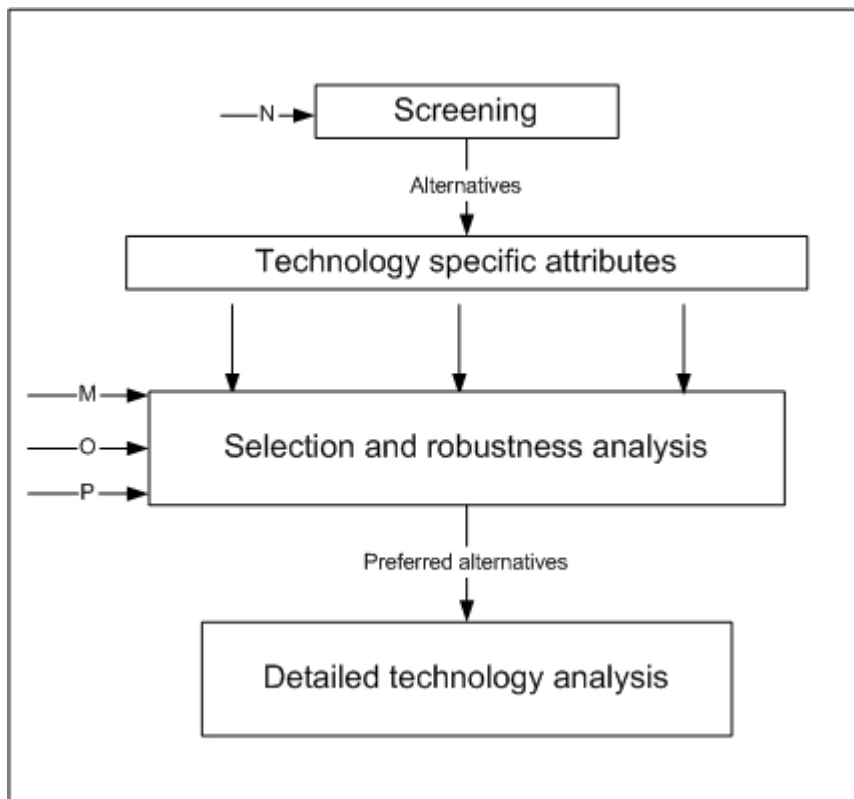 N
Screening
Alternatives
Technology specific attributes
M
O
P
Selection and robustness analysis
Preferred alternatives
Detailed technology analysis